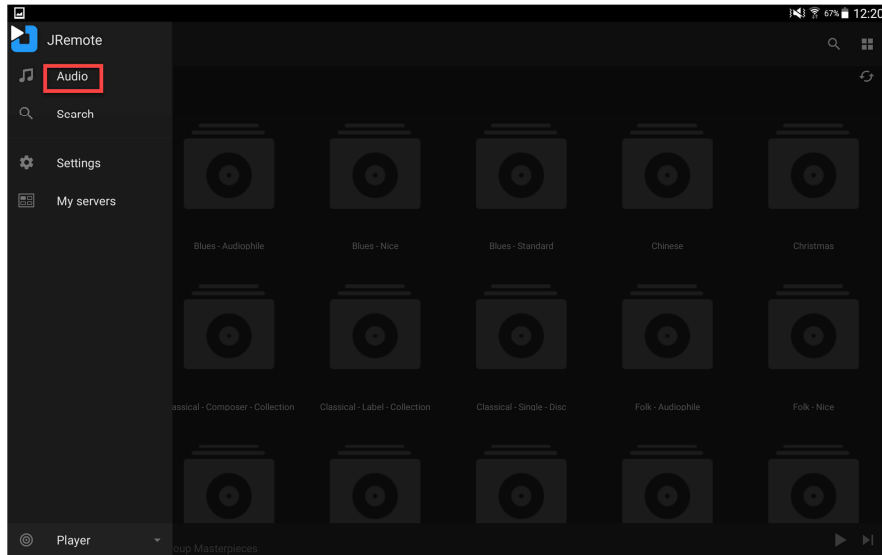 67% 12:20
JRemote
Audio
Search
Settings
My servers
Blues - Audiophile Blues - Nice Blues - Standard Chinese Christmas
assical - Composer - Collection Classical - Label - Collection Classical - Single - Disc Folk - Audiophile Folk - Nice
Player
oup Masterpieces